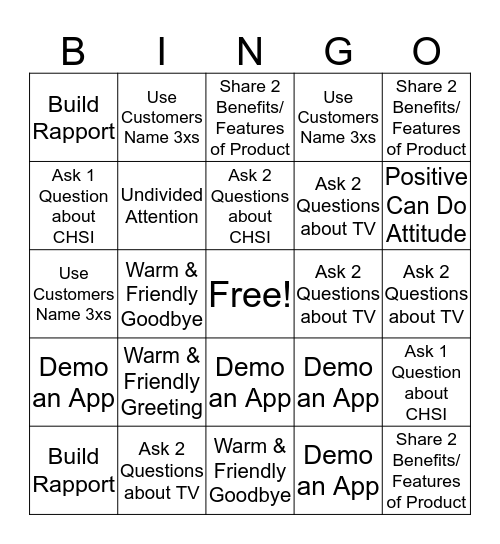 B I N G O
Build
Rapport
Use
Customers
Name 3xs
Share 2
Benefits/
Features
of Product
Use
Customers
Name 3xs
Share 2
Benefits/
Features
of Product
Ask 1
Question
about
CHSI
Undivided
Attention
Ask 2
Questions
about
CHSI
Ask 2
Questions
about TV
Positive
Can Do
Attitude
Use
Customers
Name 3xs
Warm &
Friendly
Goodbye
Free!
Ask 2
Questions
about TV
Ask 2
Questions
about TV
Demo
an App
Warm &
Friendly
Greeting
Demo
an App
Demo
an App
Ask 1
Question
about
CHSI
Build
Rapport
Ask 2
Questions
about TV
Warm &
Friendly
Goodbye
Demo
an App
Share 2
Benefits/
Features
of Product